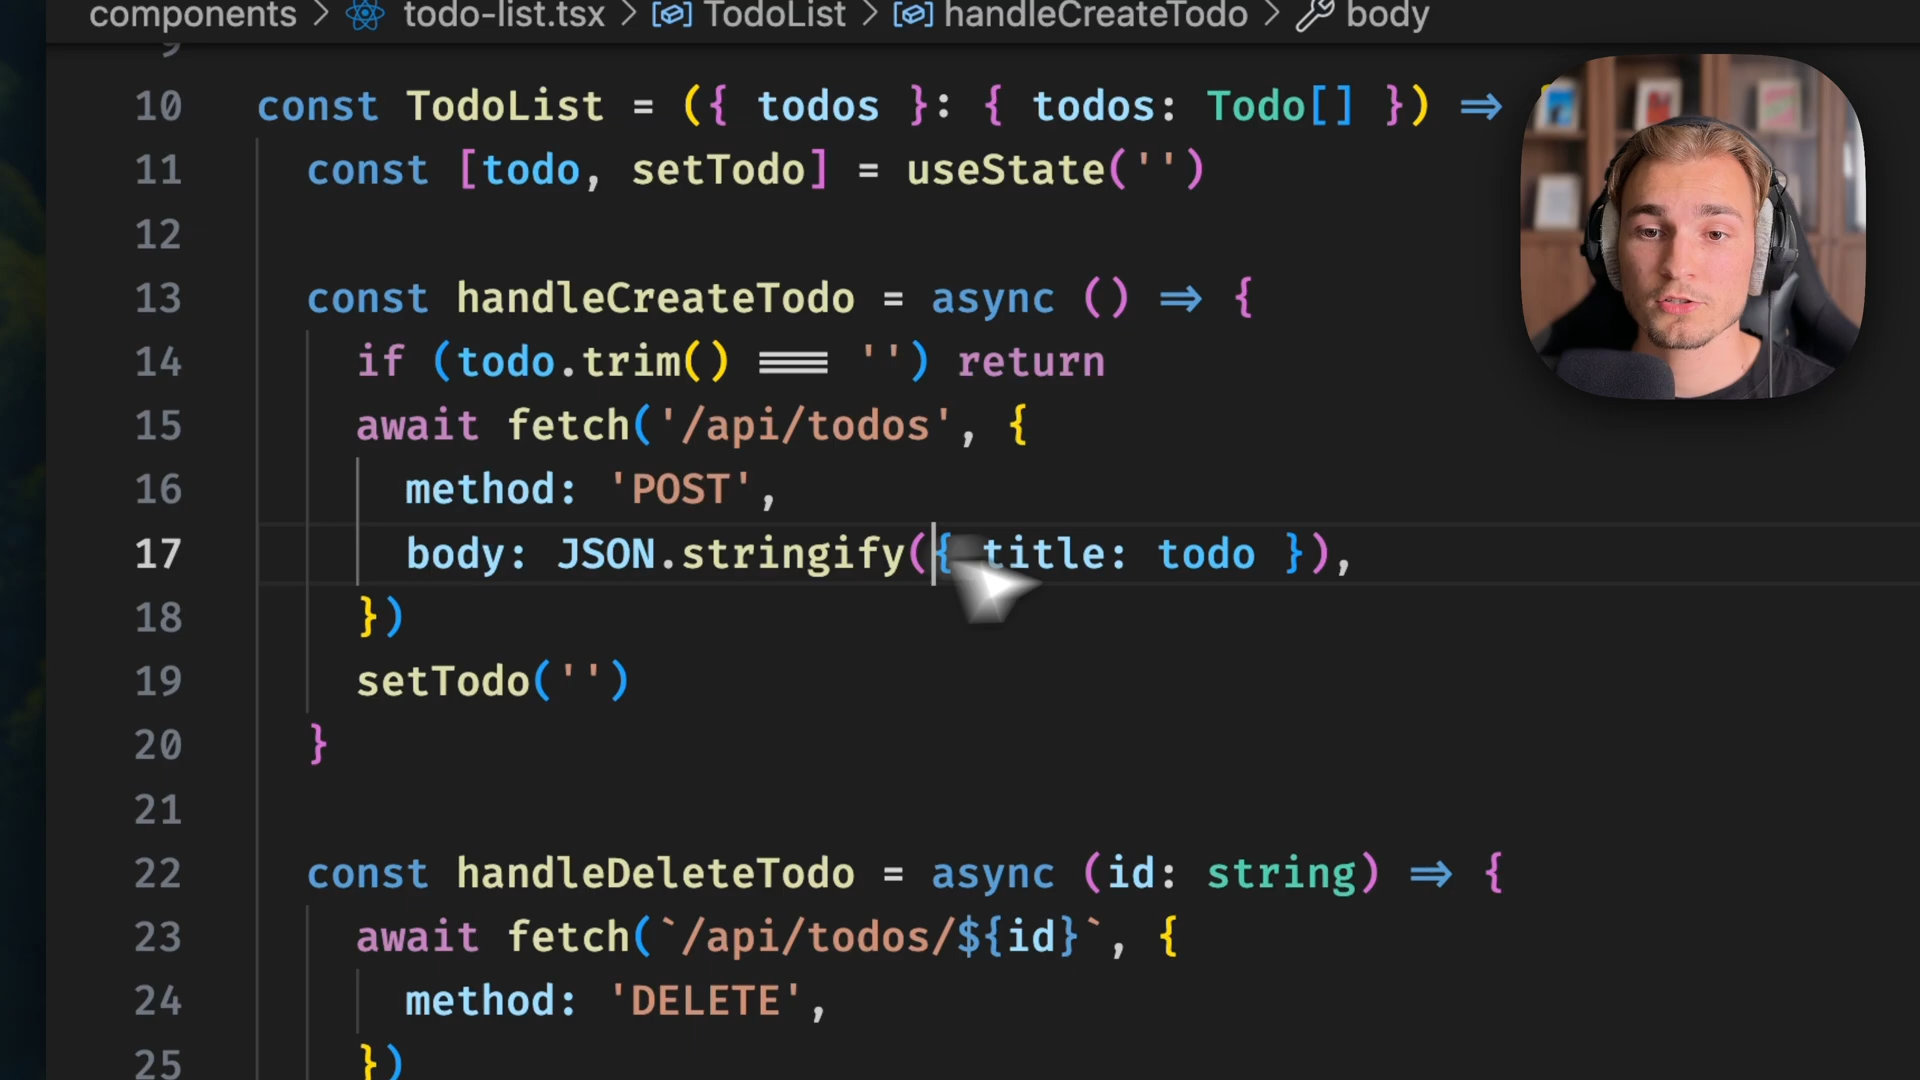 components > todo-list.tsx > TodoList > handleCreateTodo > body
9
10 const TodoList = ({ todos }: { todos: Todo[] }) =>
11 const [todo, setTodo] = useState('')
12
13 const handleCreateTodo = async () => {
14 if (todo.trim() === '') return
15 await fetch('/api/todos', {
16 method: 'POST',
17 body: JSON.stringify({ title: todo }),
18 })
19 setTodo('')
20 }
21
22 const handleDeleteTodo = async (id: string) => {
23 await fetch(`/api/todos/${id}`, {
24 method: 'DELETE',
25 })